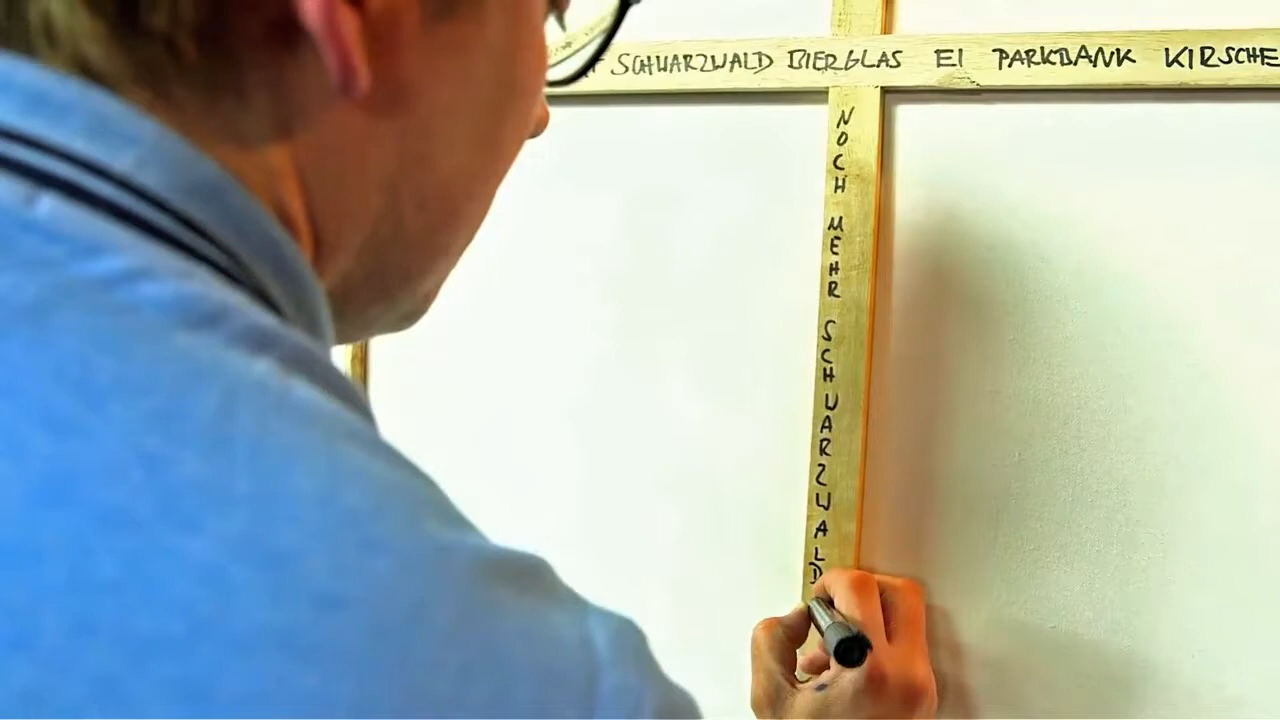 SCHWARZWALD BIERGLAS EI PARKBANK KIRSCHE
NOCH MEHR SCHWARZWALD